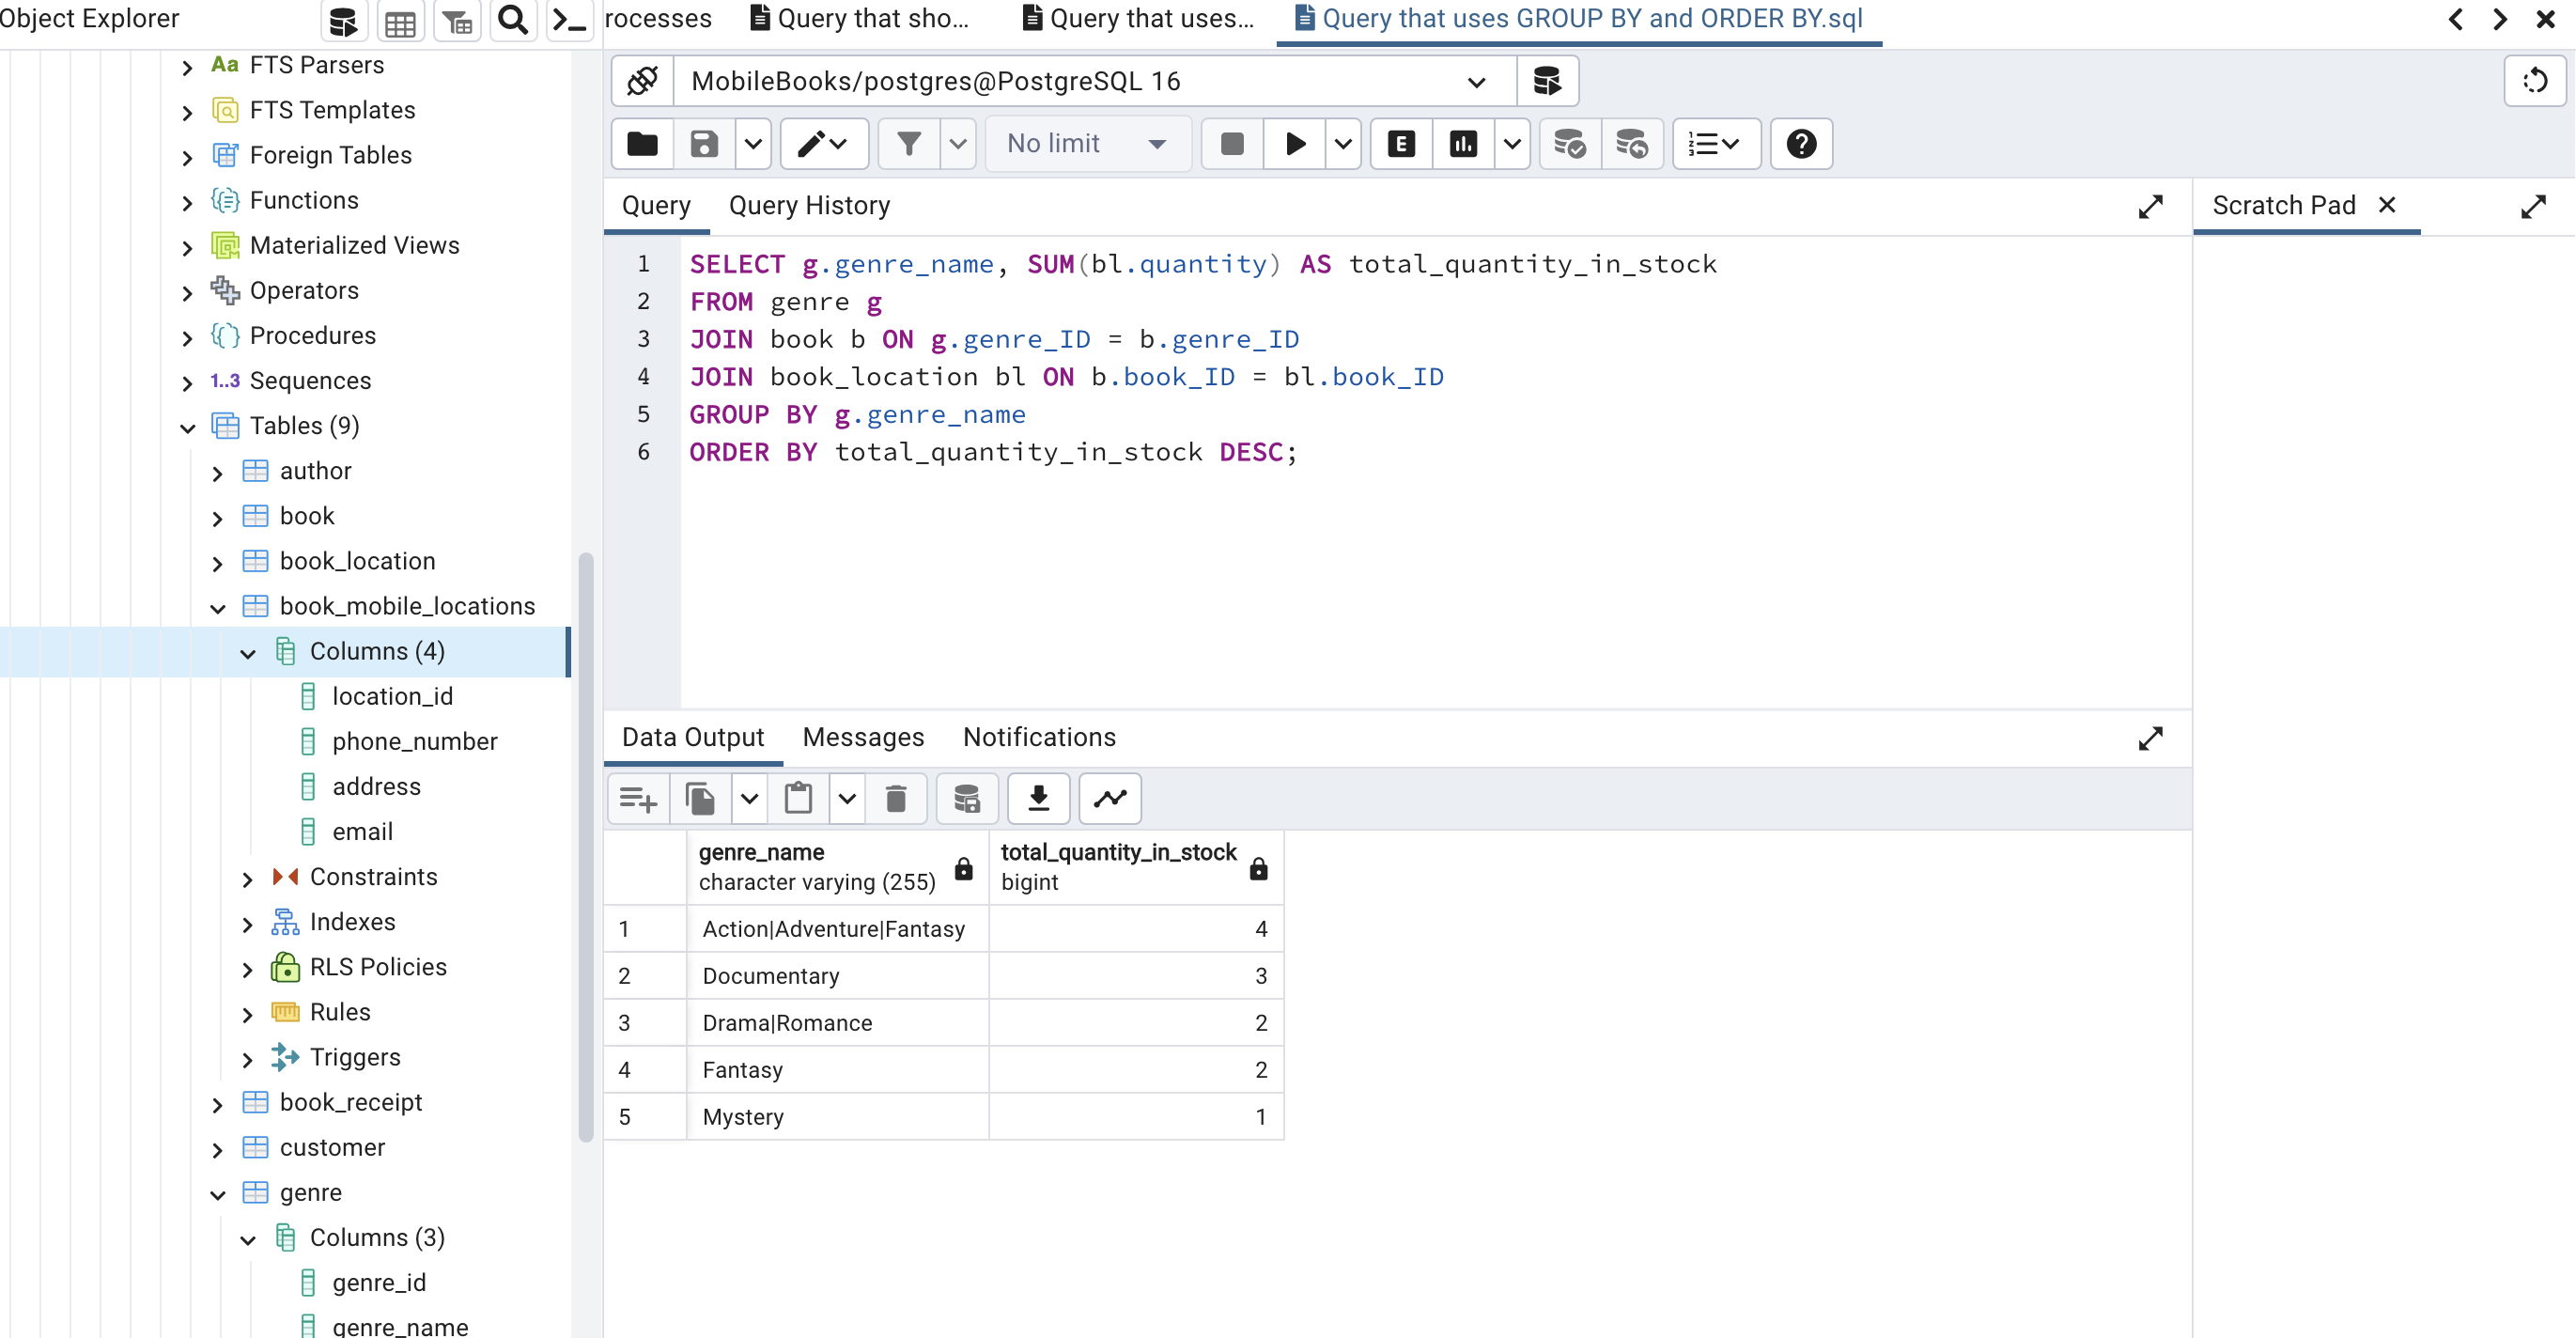 Object Explorer
FTS Parsers
FTS Templates
Foreign Tables
Functions
Materialized Views
Operators
Procedures
1..3 Sequences
Tables (9)
author
book
book_location
book_mobile_locations
Columns (4)
location_id
phone_number
address
email
Constraints
Indexes
RLS Policies
Rules
Triggers
book_receipt
customer
genre
Columns (3)
genre_id
genre_name
rocesses
Query that sho...
Query that uses...
Query that uses GROUP BY and ORDER BY.sql
MobileBooks/postgres@PostgreSQL 16
No limit
E
Query
Query History
Scratch Pad
1 SELECT g.genre_name, SUM(bl.quantity) AS total_quantity_in_stock
2 FROM genre g
3 JOIN book b ON g.genre_ID = b.genre_ID
4 JOIN book_location bl ON b.book_ID = bl.book_ID
5 GROUP BY g.genre_name
6 ORDER BY total_quantity_in_stock DESC;
Data Output
Messages
Notifications
genre_name
character varying (255)
total_quantity_in_stock
bigint
1 Action|Adventure|Fantasy 4
2 Documentary 3
3 Drama|Romance 2
4 Fantasy 2
5 Mystery 1